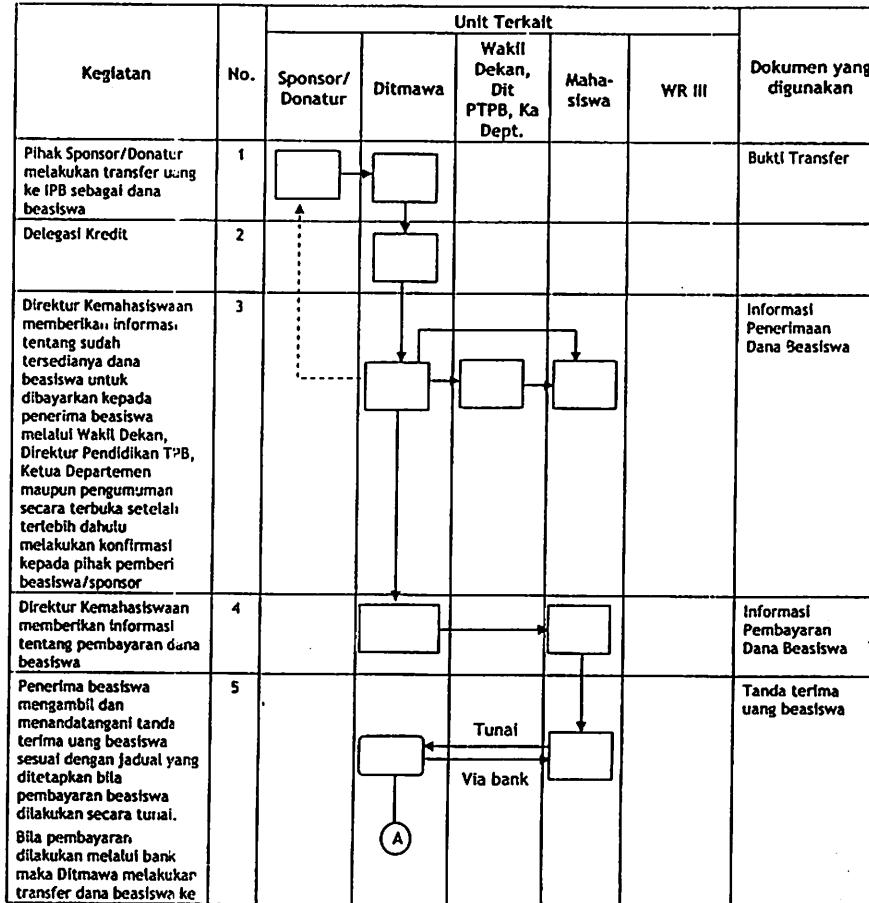 Kegiatan
No.
Unit Terkait
Sponsor/
Donatur
Ditmawa
Wakil
Dekan,
Dit
PTPB, Ka
Dept.
Maha-
siswa
WR III
Dokumen yang
digunakan
Pihak Sponsor/Donatur
melakukan transfer uang
ke IPB sebagai dana
beasiswa
1
Bukti Transfer
Delegasi Kredit
2
Direktur Kemahasiswaan
memberikan informasi
tentang sudah
tersedianya dana
beasiswa untuk
dibayarkan kepada
penerima beasiswa
melalui Wakil Dekan,
Direktur Pendidikan TPB,
Ketua Departemen
maupun pengumuman
secara terbuka setelah
terlebih dahulu
melakukan konfirmasi
kepada pihak pemberi
beasiswa/sponsor
3
Informasi
Penerimaan
Dana Beasiswa
Direktur Kemahasiswaan
memberikan informasi
tentang pembayaran dana
beasiswa
4
Informasi
Pembayaran
Dana Beasiswa
Penerima beasiswa
mengambil dan
menandatangani tanda
terima uang beasiswa
sesuai dengan jadual yang
ditetapkan bila
pembayaran beasiswa
dilakukan secara tunai.
Bila pembayaran
dilakukan melalui bank
maka Ditmawa melakukan
transfer dana beasiswa ke
5
Tunai
Via bank
A
Tanda terima
uang beasiswa